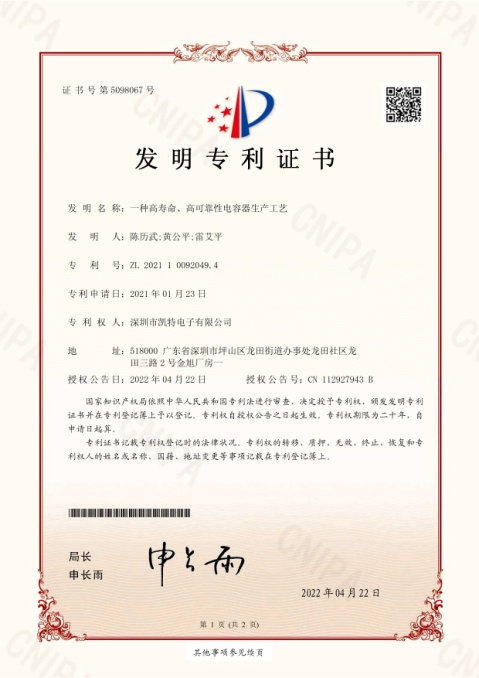 证书号第5098067号
发明专利证书
发 明 名 称：一种高寿命、高可靠性电容器生产工艺
发 明 人：陈历武;黄公平;雷艾平
专 利 号：ZL 2021 1 0092049.4
专利申请日：2021年01月23日
专 利 权 人：深圳市凯特电子有限公司
地 址：518000 广东省深圳市坪山区龙田街道办事处龙田社区龙
田三路2号金旭厂房一
授权公告日：2022年04月22日 授权公告号：CN 112927943 B
国家知识产权局依照中华人民共和国专利法进行审查，决定授予专利权，颁发发明专利
证书并在专利登记簿上予以登记。专利权自授权公告之日起生效。专利权期限为二十年，自
申请日起算。
专利证书记载专利权登记时的法律状况。专利权的转移、质押、无效、终止、恢复和专
利权人的姓名或名称、国籍、地址变更等事项记载在专利登记簿上。
局长
申长雨
申长雨
2022年04月22日
第 1 页 (共 2 页)
其他事项参见续页
CNIPA
CNIPA
CNIPA
CNIPA
CNIPA
CNIPA